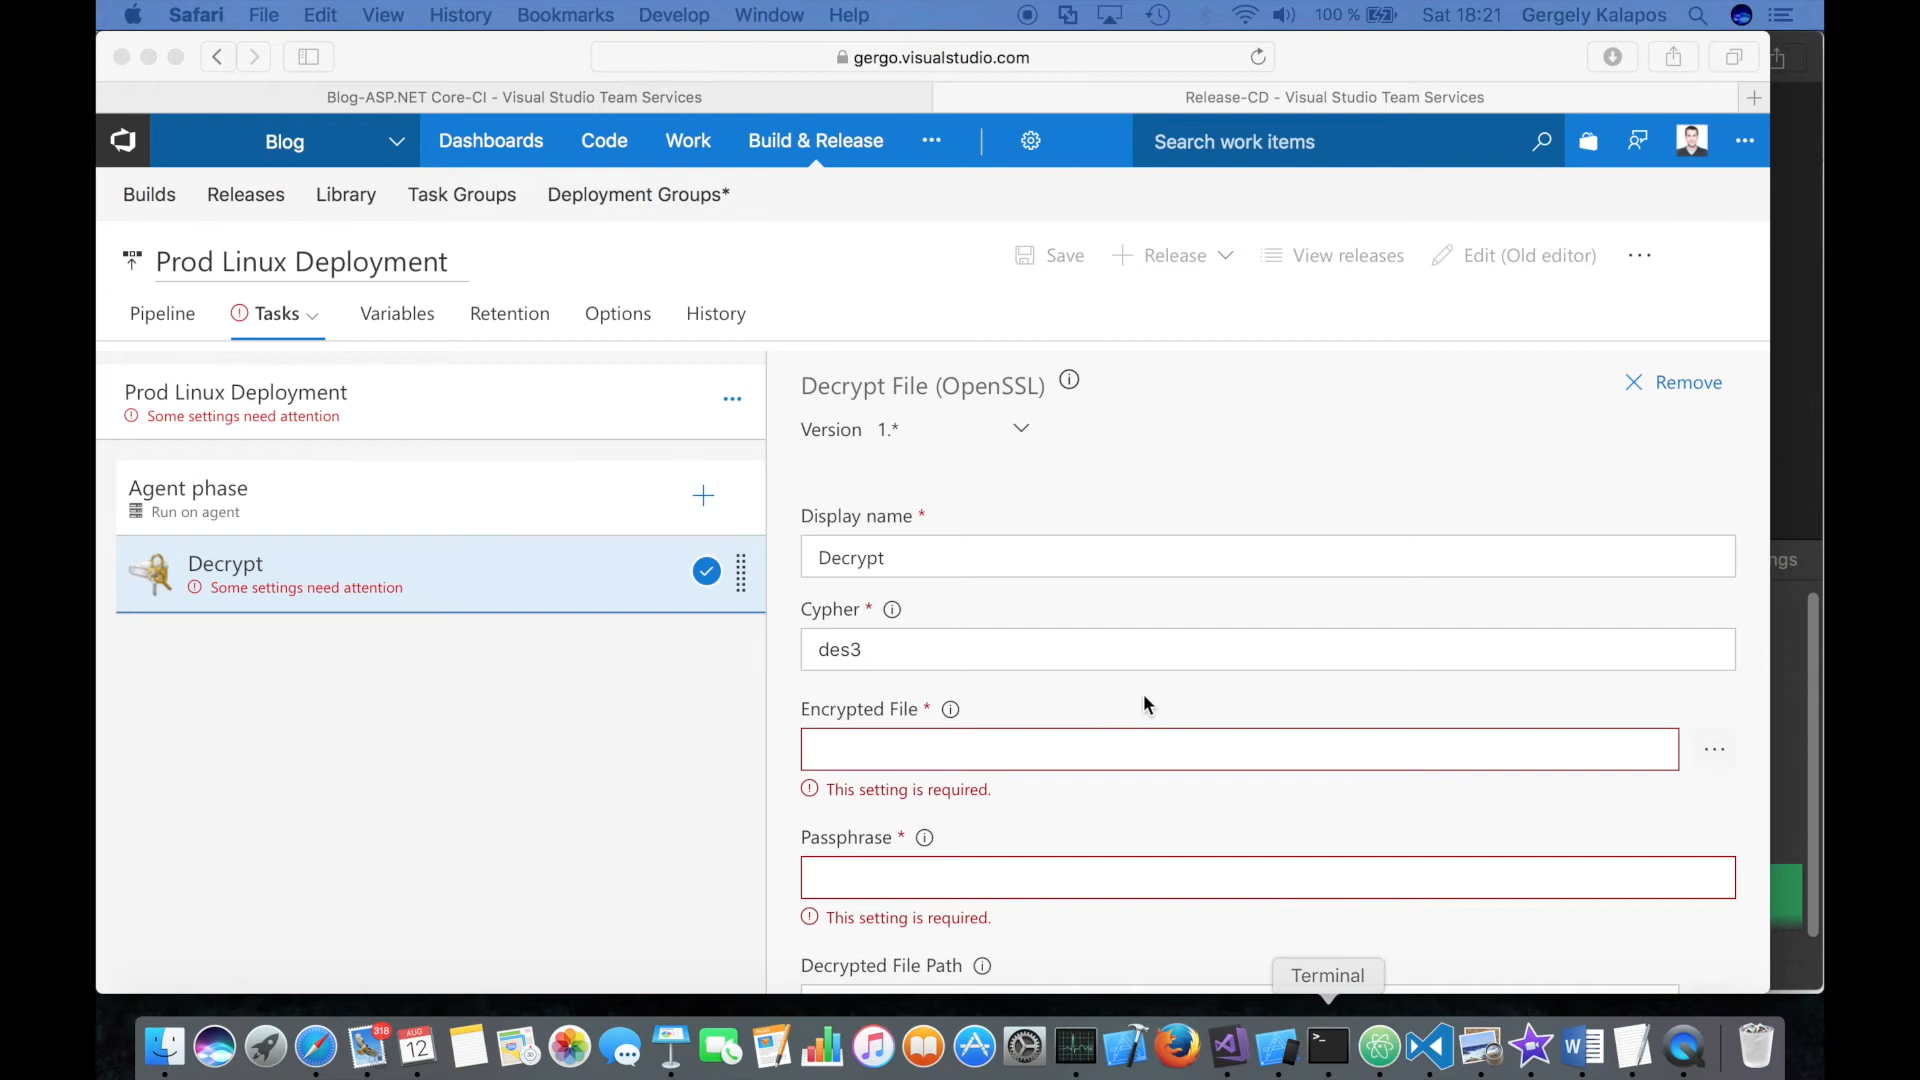 Safari File Edit View History Bookmarks Develop Window Help 100 % Sat 18:21 Gergely Kalapos
gergo.visualstudio.com
Blog-ASP.NET Core-CI - Visual Studio Team Services
Release-CD - Visual Studio Team Services
Blog Dashboards Code Work Build & Release ... Search work items ...
Builds Releases Library Task Groups Deployment Groups*
Prod Linux Deployment
Save Release View releases Edit (Old editor) ...
Pipeline Tasks Variables Retention Options History
Prod Linux Deployment ...
Some settings need attention
Agent phase
Run on agent
Decrypt
Some settings need attention
Decrypt File (OpenSSL)
Remove
Version 1.*
Display name *
Decrypt
Cypher *
des3
Encrypted File *
...
This setting is required.
Passphrase *
This setting is required.
Decrypted File Path
ngs
Terminal
318
AUG
12
30
>_
W